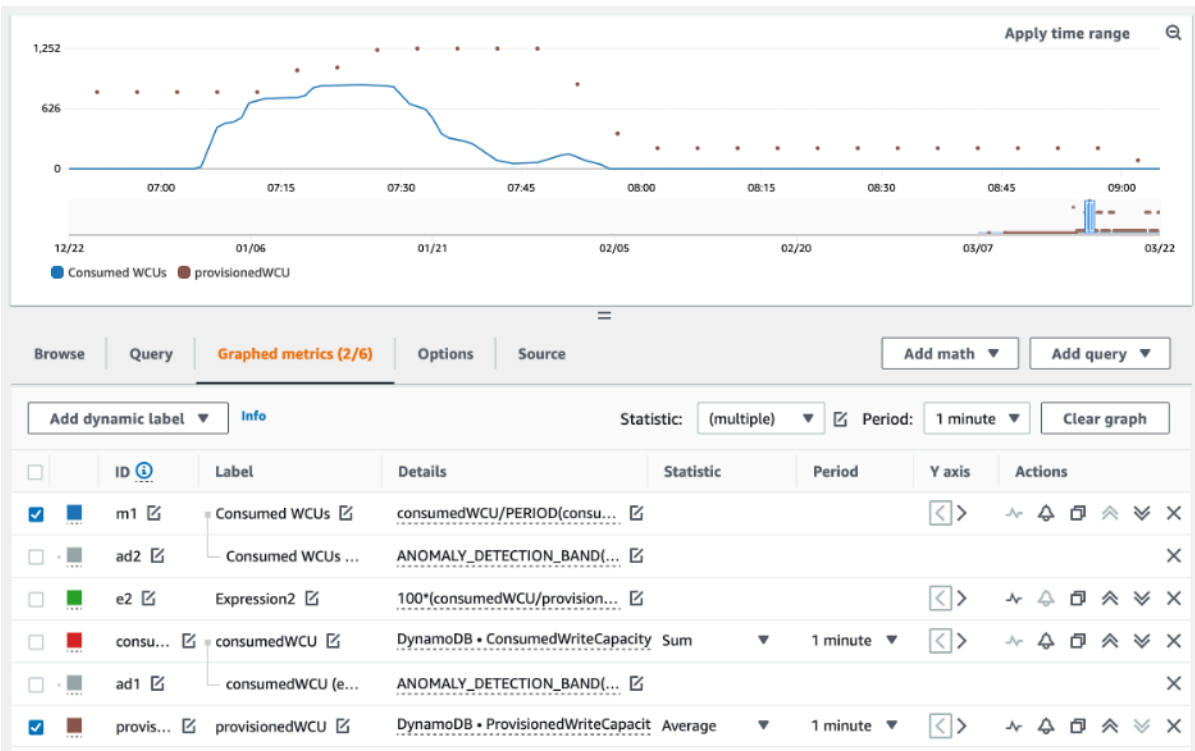 Apply time range
1,252
626
0
07:00 07:15 07:30 07:45 08:00 08:15 08:30 08:45 09:00
12/22 01/06 01/21 02/05 02/20 03/07 03/22
Consumed WCUs provisionedWCU
Browse Query Graphed metrics (2/6) Options Source Add math Add query
Add dynamic label Info Statistic: (multiple) Period: 1 minute Clear graph
ID Label Details Statistic Period Y axis Actions
m1 Consumed WCUs consumedWCU/PERIOD(consu...
ad2 Consumed WCUs ... ANOMALY_DETECTION_BAND(...
e2 Expression2 100*(consumedWCU/provision...
consu... consumedWCU DynamoDB • ConsumedWriteCapacity Sum 1 minute
ad1 consumedWCU (e... ANOMALY_DETECTION_BAND(...
provis... provisionedWCU DynamoDB • ProvisionedWriteCapacit Average 1 minute